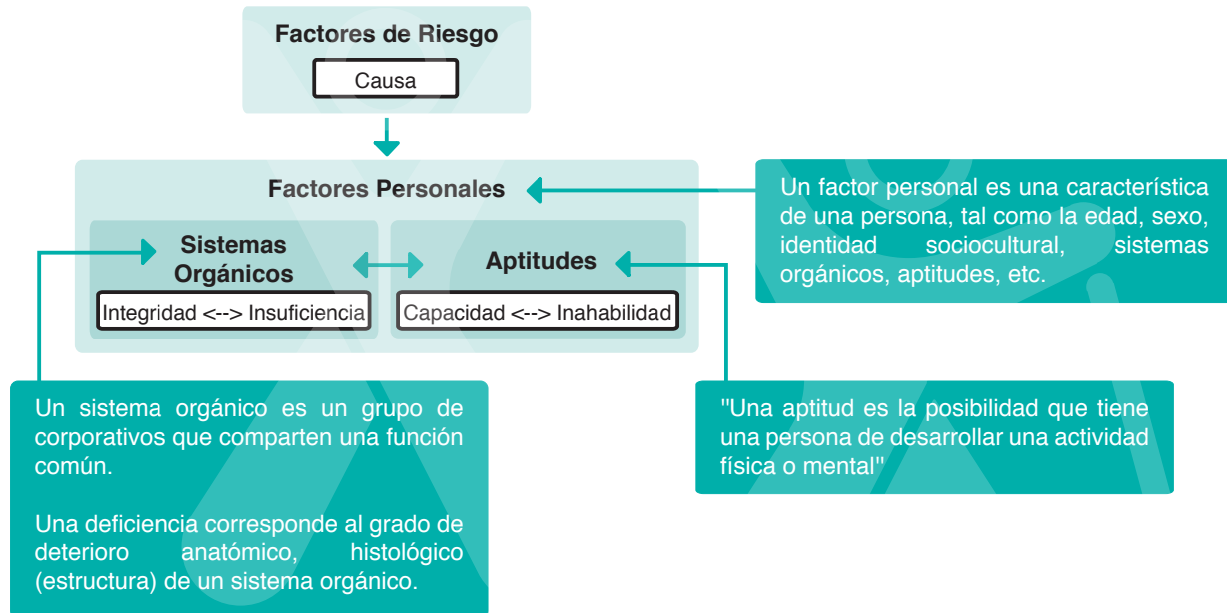 Factores de Riesgo
Causa
Factores Personales
Sistemas
Orgánicos
Aptitudes
Integridad <--> Insuficiencia
Capacidad <--> Inahabilidad
Un factor personal es una característica
de una persona, tal como la edad, sexo,
identidad sociocultural, sistemas
orgánicos, aptitudes, etc.
Un sistema orgánico es un grupo de
corporativos que comparten una función
común.
Una deficiencia corresponde al grado de
deterioro anatómico, histológico
(estructura) de un sistema orgánico.
"Una aptitud es la posibilidad que tiene
una persona de desarrollar una actividad
física o mental"